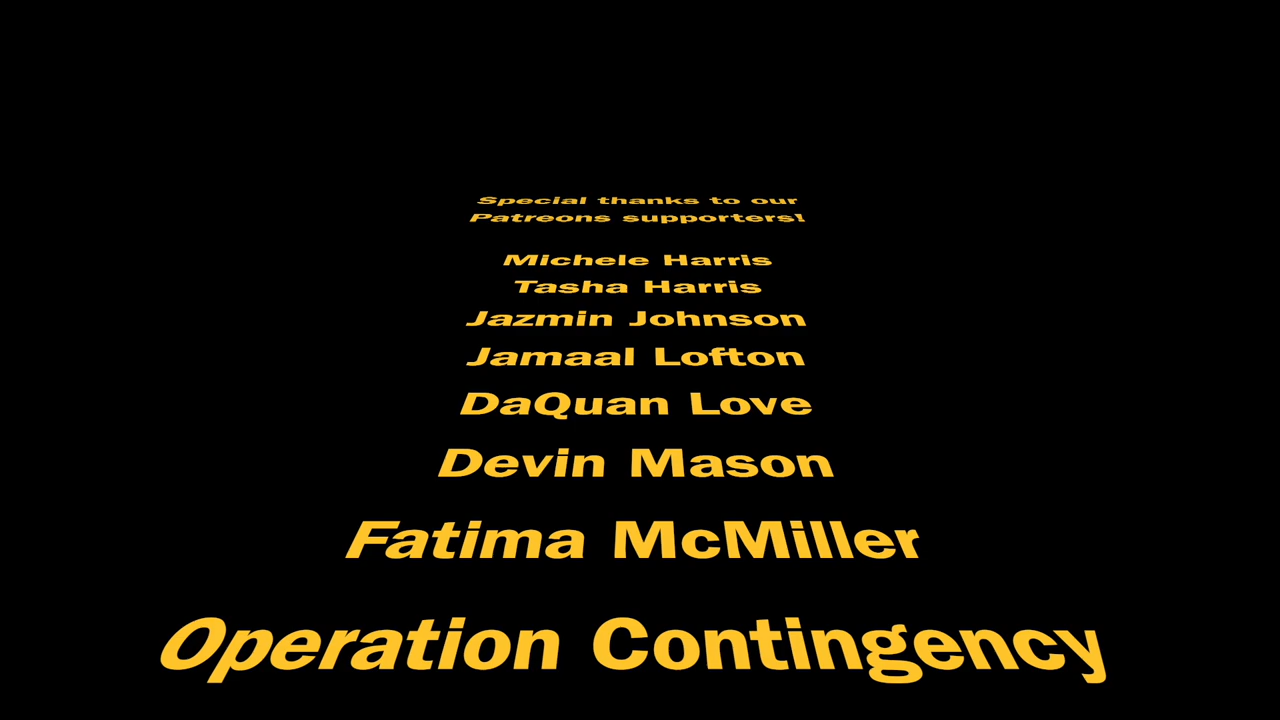 Special thanks to our
Patreons supporters!
Michele Harris
Tasha Harris
Jazmin Johnson
Jamaal Lofton
DaQuan Love
Devin Mason
Fatima McMiller
Operation Contingency